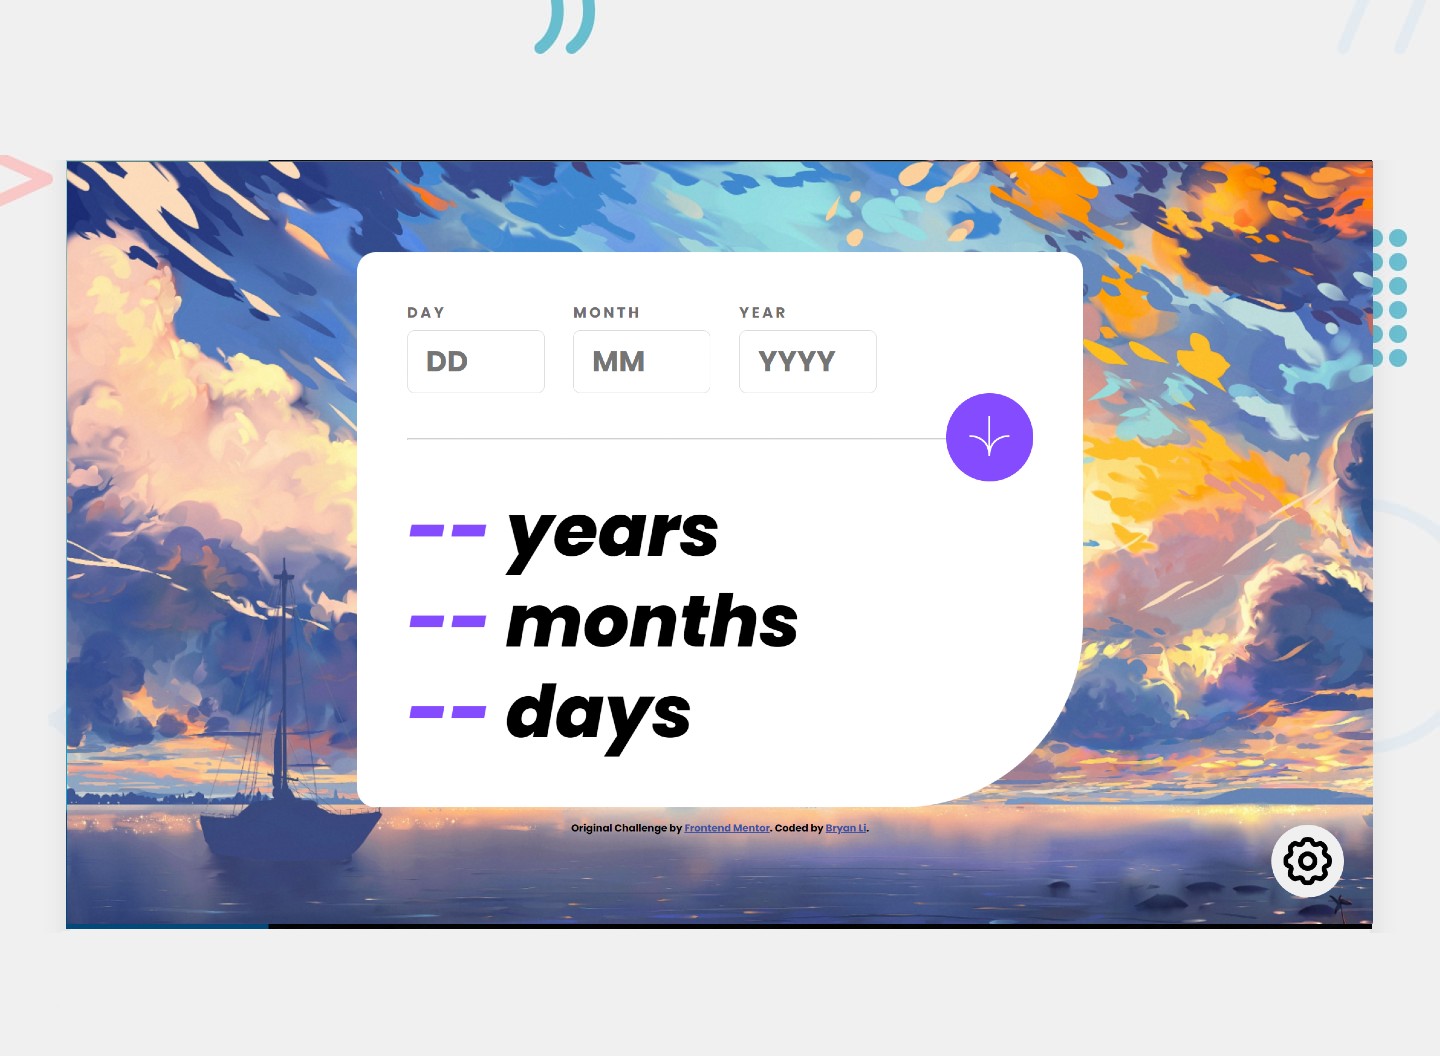 DAY MONTH YEAR
DD MM YYYY
-- years
-- months
-- days
Original Challenge by Frontend Mentor. Coded by Bryan Li.